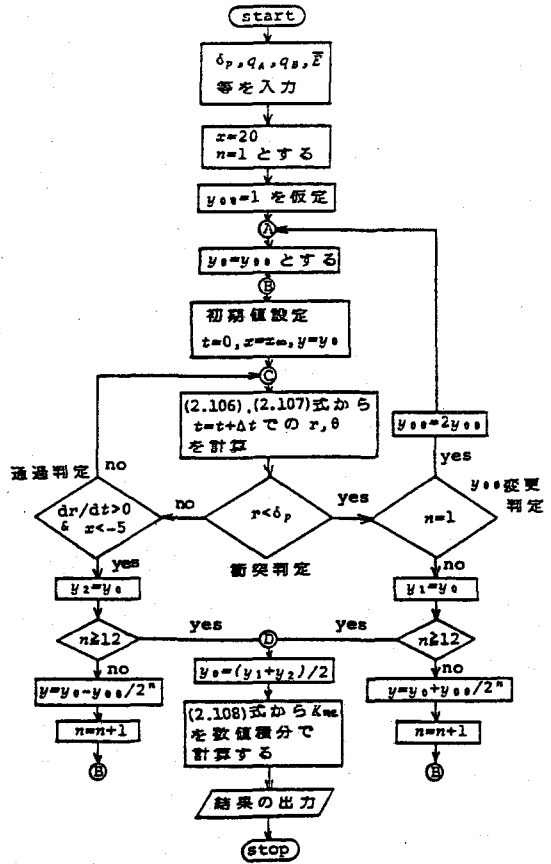 start
δP,qA,qB,Ē
等を入力
x=20
n=1 とする
y00=1 を仮定
A
y0=y00 とする
B
初期値設定
t=0,x=x∞,y=y0
C
(2.106),(2.107)式から
t=t+Δt での r,θ
を計算
y00=2y00
通過判定
no
yes
y00変更
判定
dr/dt>0
& x<-5
no
r<δP
yes
n=1
衝突判定
yes
no
y2=y0
y1=y0
n≧12
yes
D
yes
n≧12
no
y0=(y1+y2)/2
no
y=y0-y00/2^n
y=y0+y00/2^n
(2.108)式から
を数値積分で
計算する
n=n+1
n=n+1
B
B
結果の出力
stop